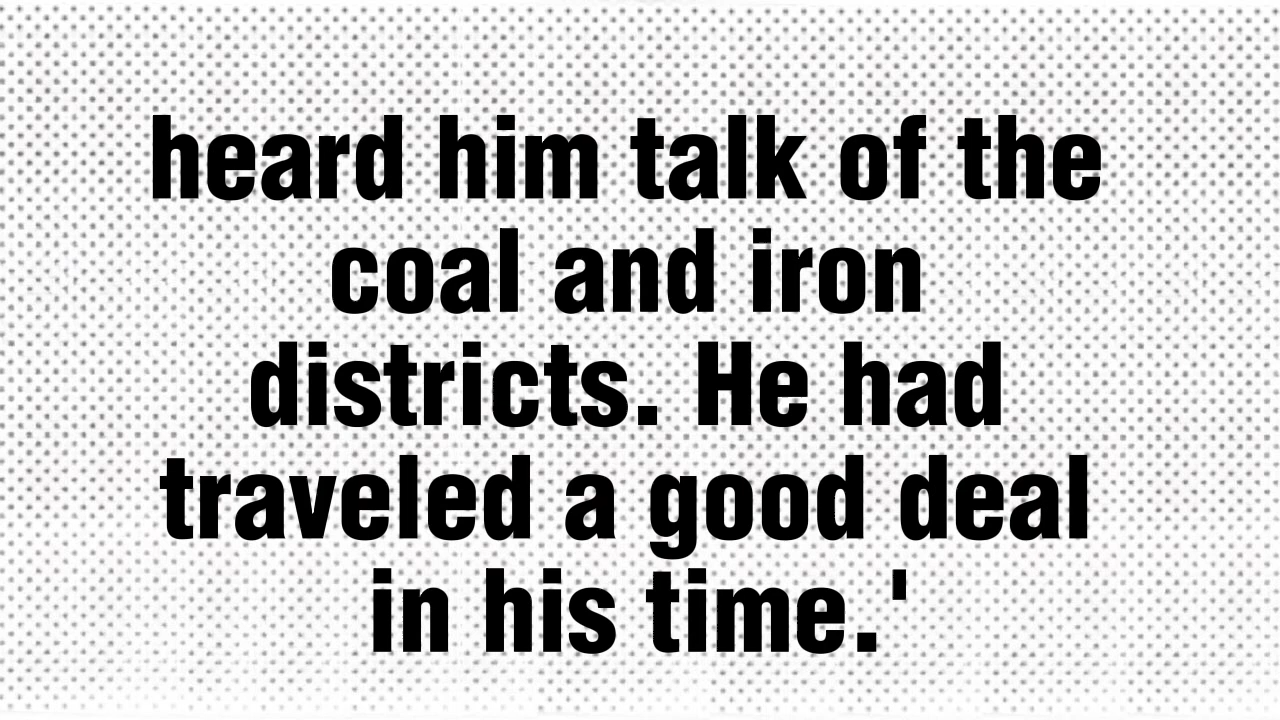 heard him talk of the
coal and iron
districts. He had
traveled a good deal
in his time.'